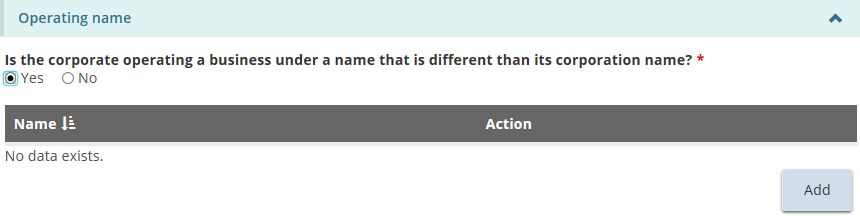 Operating name
Is the corporate operating a business under a name that is different than its corporation name? *
Yes No
Name Action
No data exists.
Add